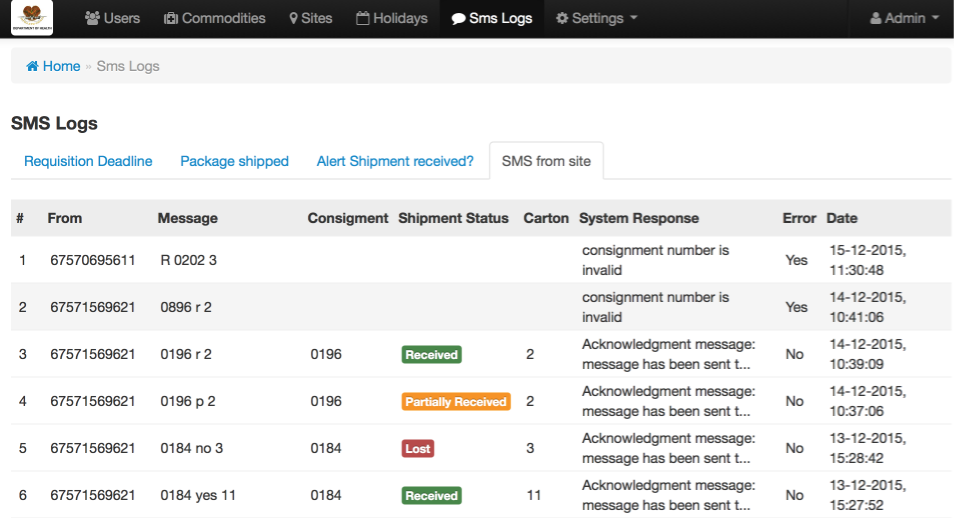 DEPARTMENT OF HEALTH
Users Commodities Sites Holidays Sms Logs Settings Admin
Home » Sms Logs
SMS Logs
Requisition Deadline Package shipped Alert Shipment received? SMS from site
# From Message Consigment Shipment Status Carton System Response Error Date
1 67570695611 R 0202 3 consignment number is invalid Yes 15-12-2015, 11:30:48
2 67571569621 0896 r 2 consignment number is invalid Yes 14-12-2015, 10:41:06
3 67571569621 0196 r 2 0196 Received 2 Acknowledgment message: message has been sent t... No 14-12-2015, 10:39:09
4 67571569621 0196 p 2 0196 Partially Received 2 Acknowledgment message: message has been sent t... No 14-12-2015, 10:37:06
5 67571569621 0184 no 3 0184 Lost 3 Acknowledgment message: message has been sent t... No 13-12-2015, 15:28:42
6 67571569621 0184 yes 11 0184 Received 11 Acknowledgment message: message has been sent t... No 13-12-2015, 15:27:52